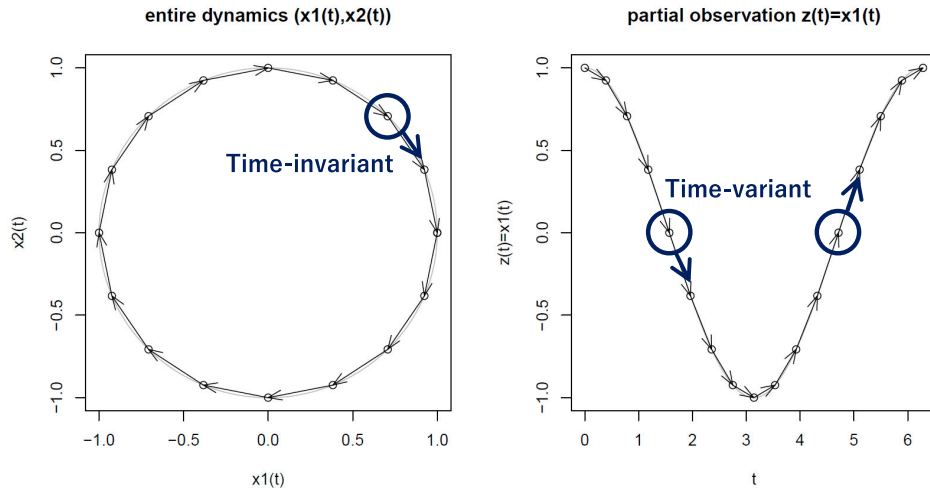 entire dynamics (x1(t),x2(t))
x2(t)
1.0
0.5
0.0
−0.5
−1.0
Time-invariant
−1.0 −0.5 0.0 0.5 1.0
x1(t)
partial observation z(t)=x1(t)
z(t)=x1(t)
1.0
0.5
0.0
−0.5
−1.0
Time-variant
0 1 2 3 4 5 6
t